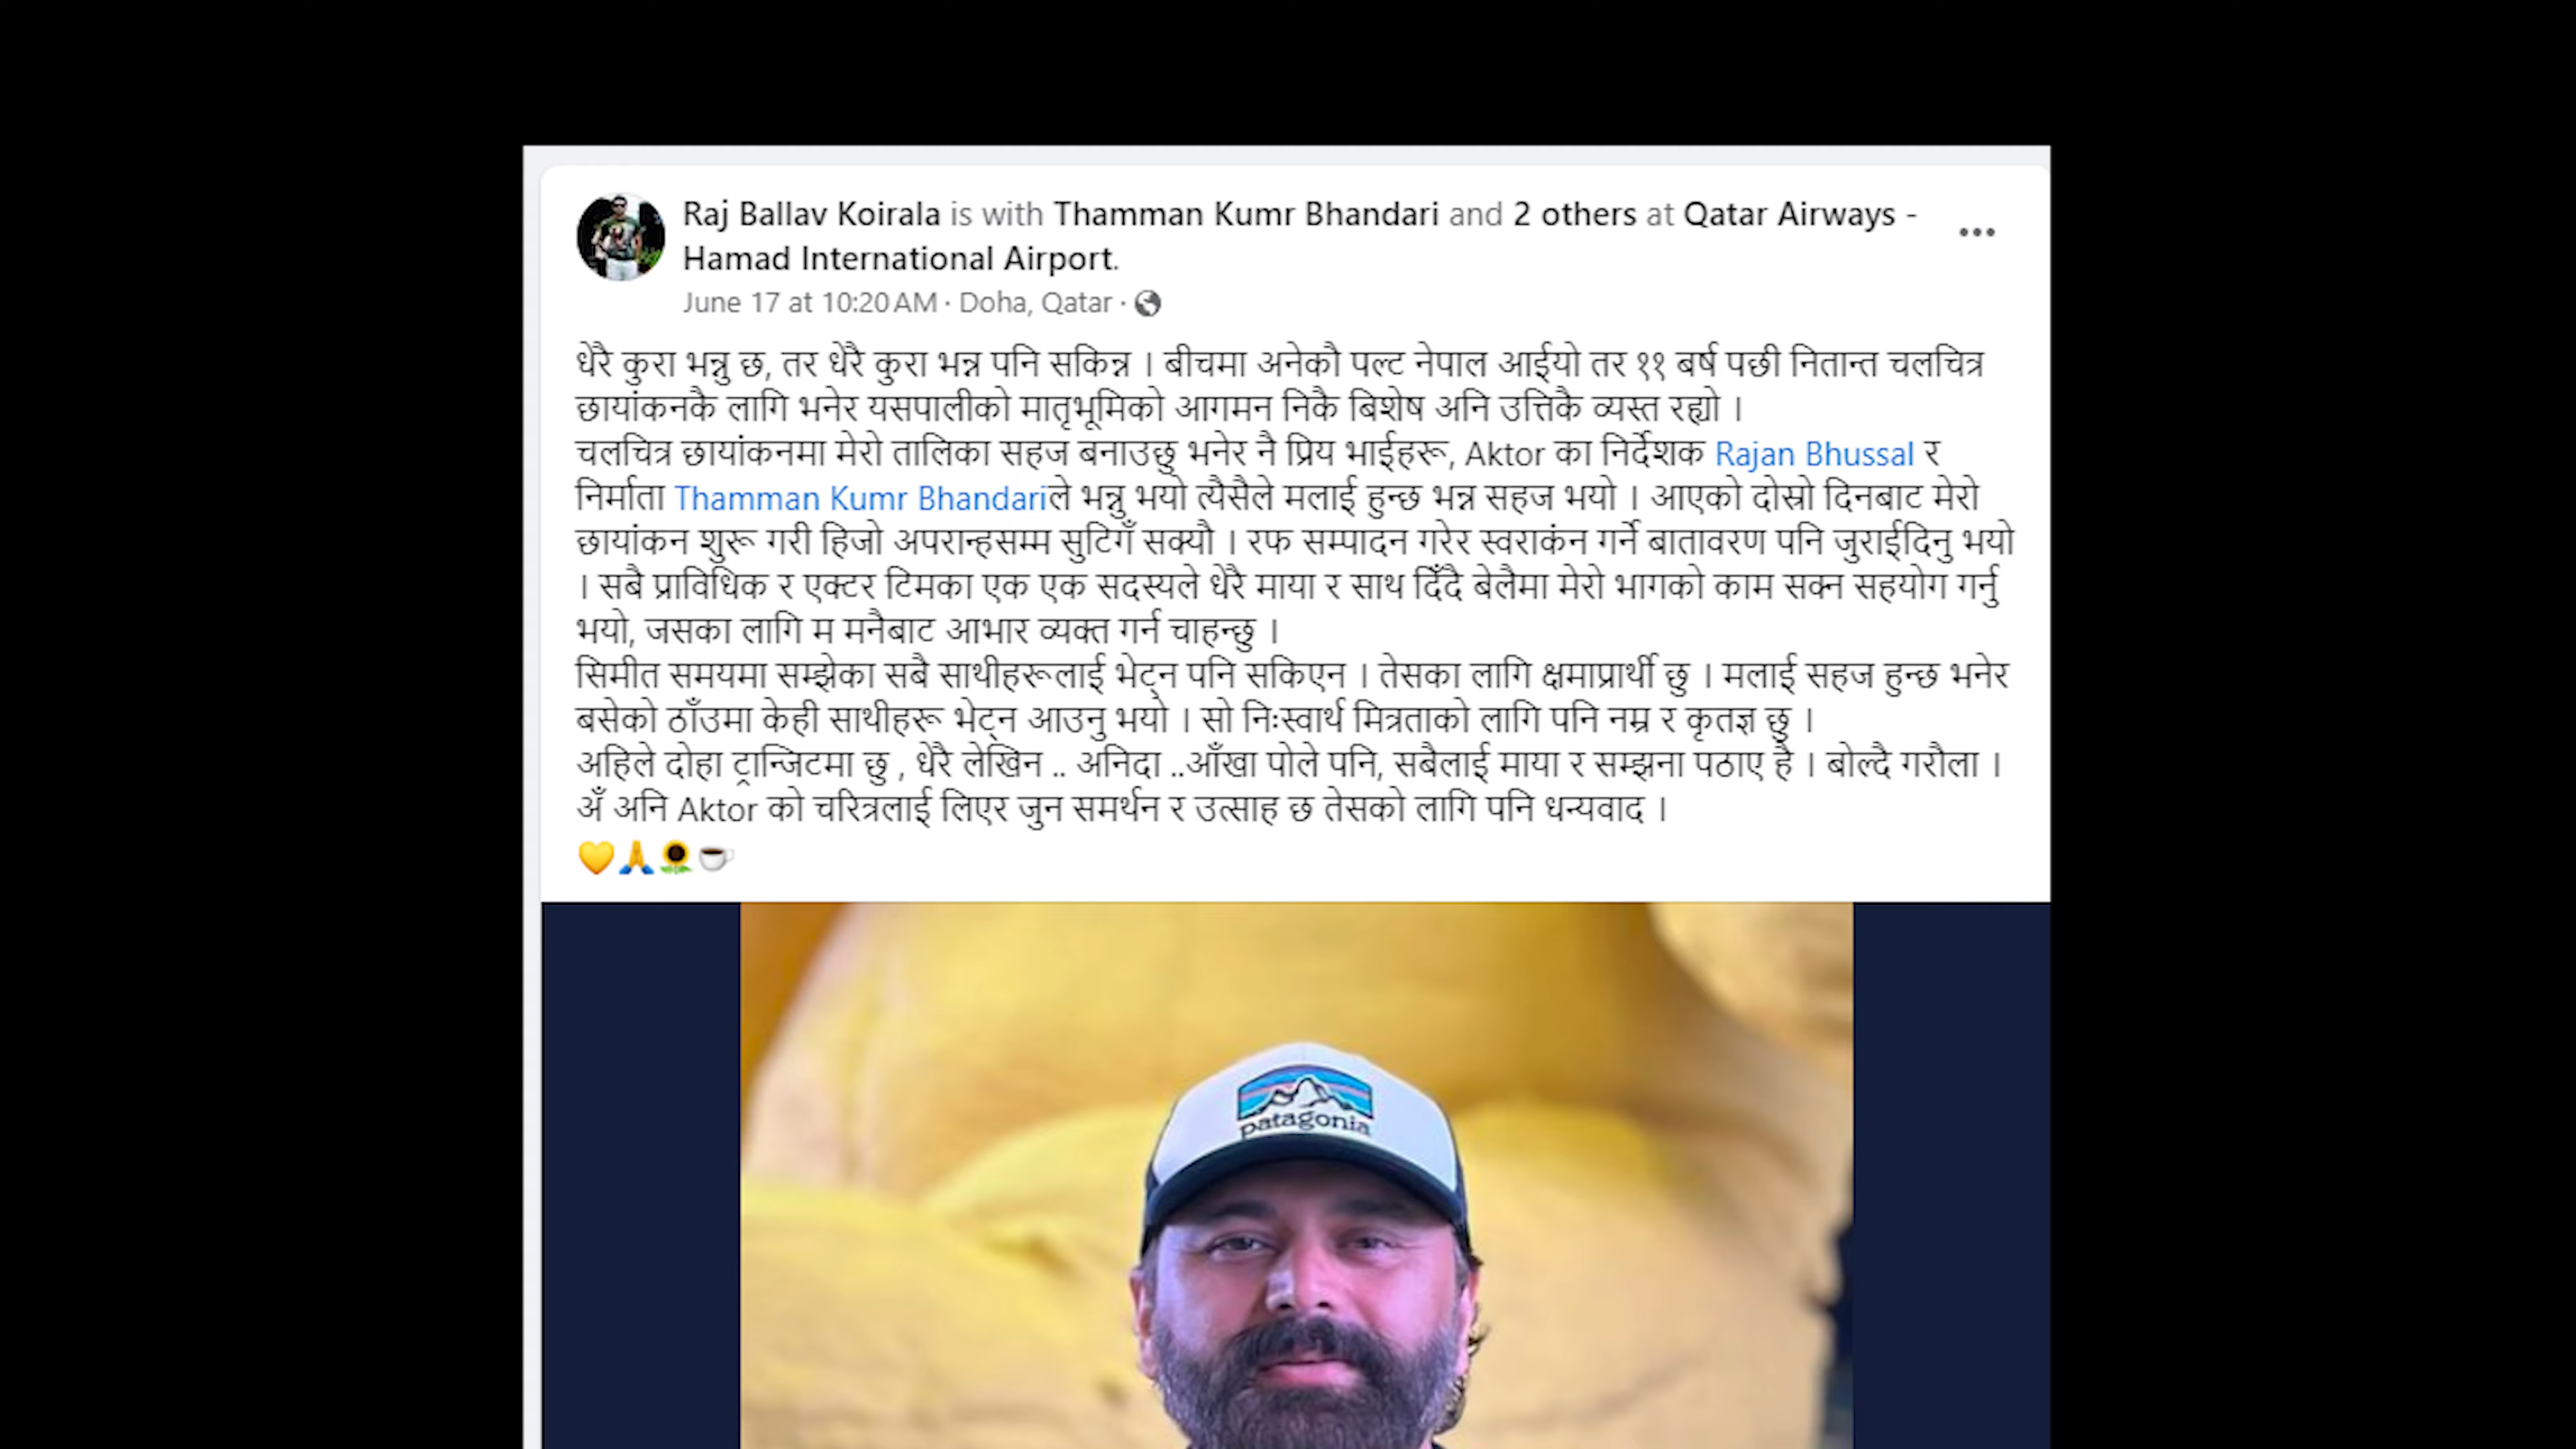 Raj Ballav Koirala is with Thamman Kumr Bhandari and 2 others at Qatar Airways -
Hamad International Airport.
June 17 at 10:20 AM · Doha, Qatar ·
धेरै कुरा भन्नु छ, तर धेरै कुरा भन्न पनि सकिन्न । बीचमा अनेकौ पल्ट नेपाल आईयो तर ११ बर्ष पछी नितान्त चलचित्र
छायांकनकै लागि भनेर यसपालीको मातृभूमिको आगमन निकै बिशेष अनि उत्तिकै व्यस्त रह्यो ।
चलचित्र छायांकनमा मेरो तालिका सहज बनाउछु भनेर नै प्रिय भाईहरू, Aktor का निर्देशक Rajan Bhussal र
निर्माता Thamman Kumr Bhandariले भन्नु भयो त्यैसैले मलाई हुन्छ भन्न सहज भयो । आएको दोस्रो दिनबाट मेरो
छायांकन शुरू गरी हिजो अपरान्हसम्म सुटिगँ सक्यौ । रफ सम्पादन गरेर स्वराकंन गर्ने बातावरण पनि जुराईदिनु भयो
। सबै प्राविधिक र एक्टर टिमका एक एक सदस्यले धेरै माया र साथ दिँदै बेलैमा मेरो भागको काम सक्न सहयोग गर्नु
भयो, जसका लागि म मनैबाट आभार व्यक्त गर्न चाहन्छु ।
सिमीत समयमा सम्झेका सबै साथीहरूलाई भेट्न पनि सकिएन । तेसका लागि क्षमाप्रार्थी छु । मलाई सहज हुन्छ भनेर
बसेको ठाँउमा केही साथीहरू भेट्न आउनु भयो । सो निःस्वार्थ मित्रताको लागि पनि नम्र र कृतज्ञ छु ।
अहिले दोहा ट्रान्जिटमा छु , धेरै लेखिन .. अनिदा ..आँखा पोले पनि, सबैलाई माया र सम्झना पठाए है । बोल्दै गरौला ।
अँ अनि Aktor को चरित्रलाई लिएर जुन समर्थन र उत्साह छ तेसको लागि पनि धन्यवाद ।
💛🙏🌻☕
patagonia